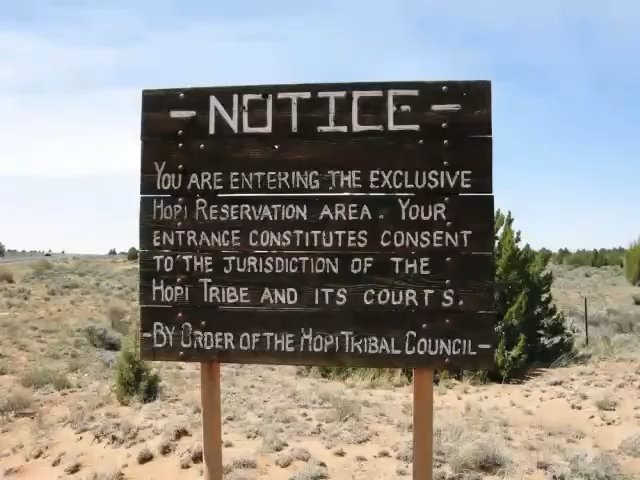 - NOTICE -
YOU ARE ENTERING THE EXCLUSIVE
HOPI RESERVATION AREA. YOUR
ENTRANCE CONSTITUTES CONSENT
TO THE JURISDICTION OF THE
HOPI TRIBE AND ITS COURTS.
-BY ORDER OF THE HOPI TRIBAL COUNCIL-